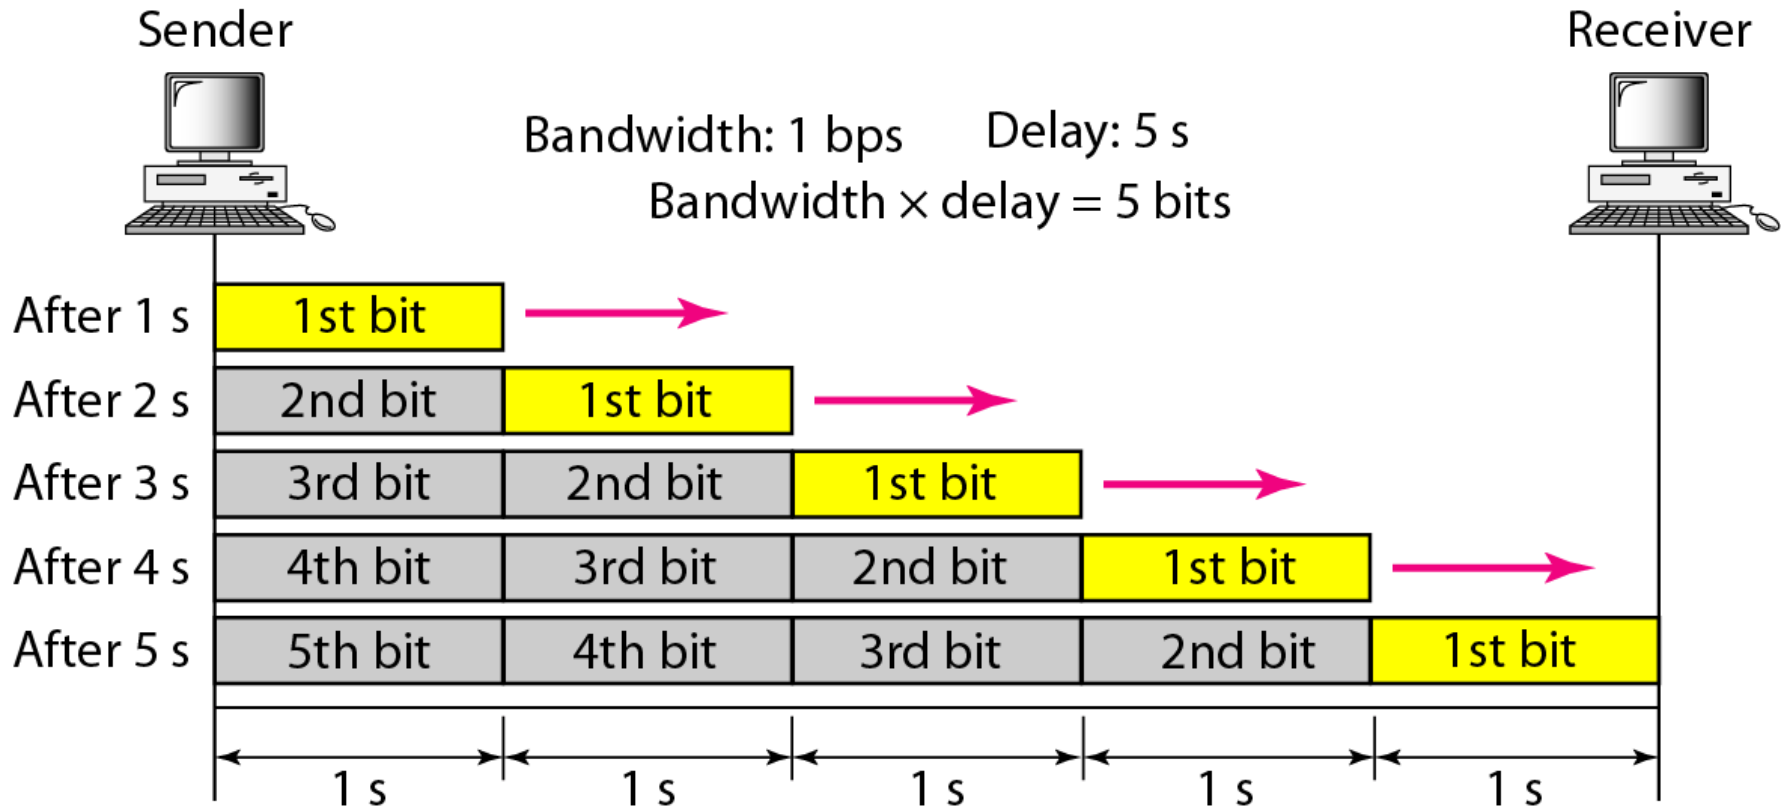 Sender
Receiver
Bandwidth: 1 bps Delay: 5 s
Bandwidth × delay = 5 bits
After 1 s 1st bit
After 2 s 2nd bit 1st bit
After 3 s 3rd bit 2nd bit 1st bit
After 4 s 4th bit 3rd bit 2nd bit 1st bit
After 5 s 5th bit 4th bit 3rd bit 2nd bit 1st bit
1 s 1 s 1 s 1 s 1 s